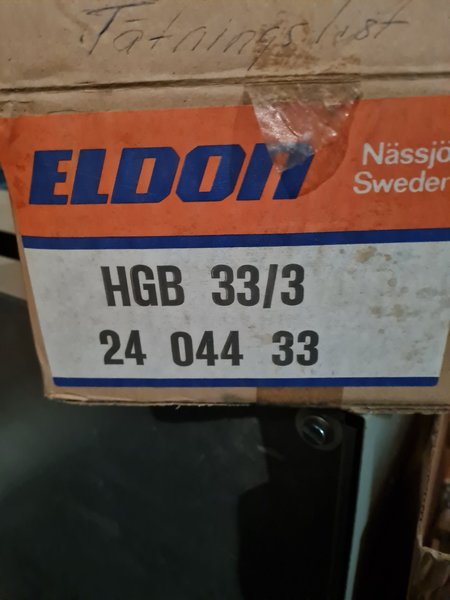 Tätningslist
ELDON
Nässjö
Sweden
HGB 33/3
24 044 33